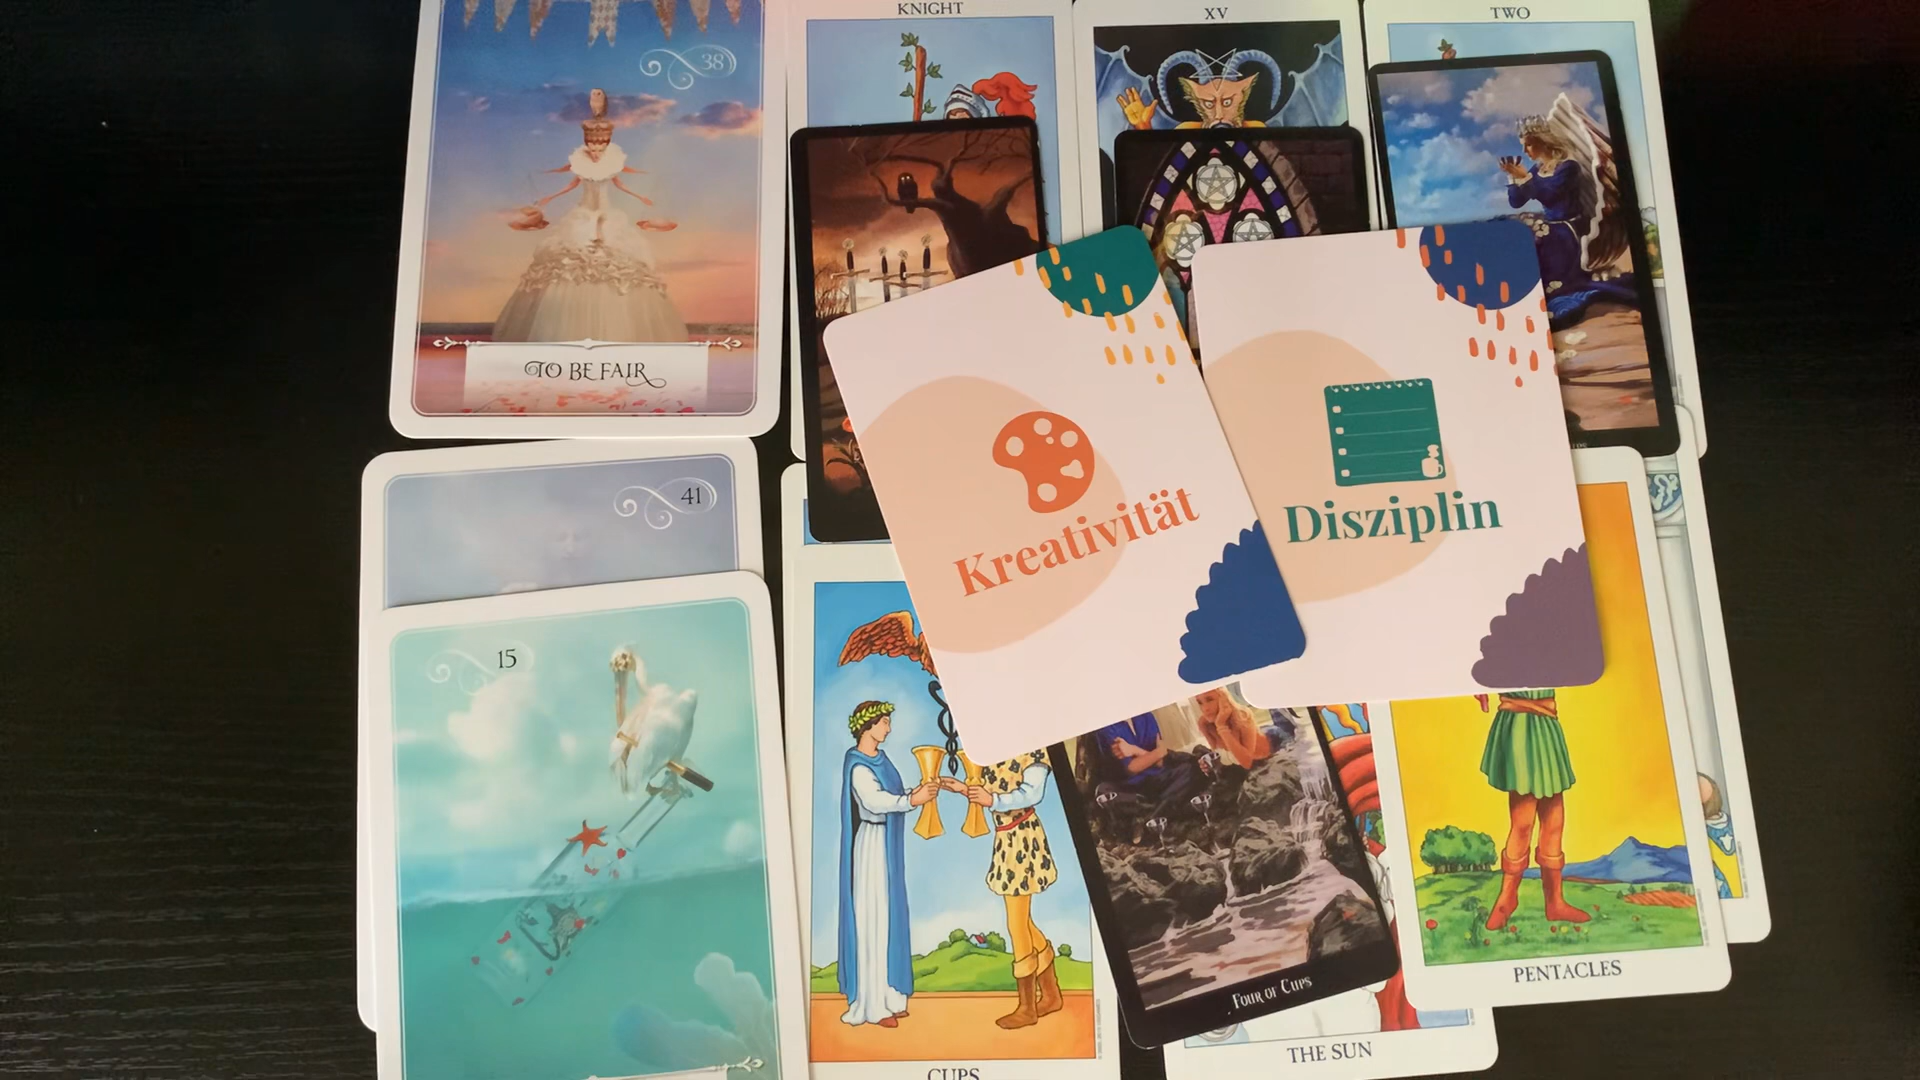 KNIGHT
XV
TWO
38
TO BE FAIR
41
Kreativität
Disziplin
15
PENTACLES
Four of Cups
THE SUN
CUPS